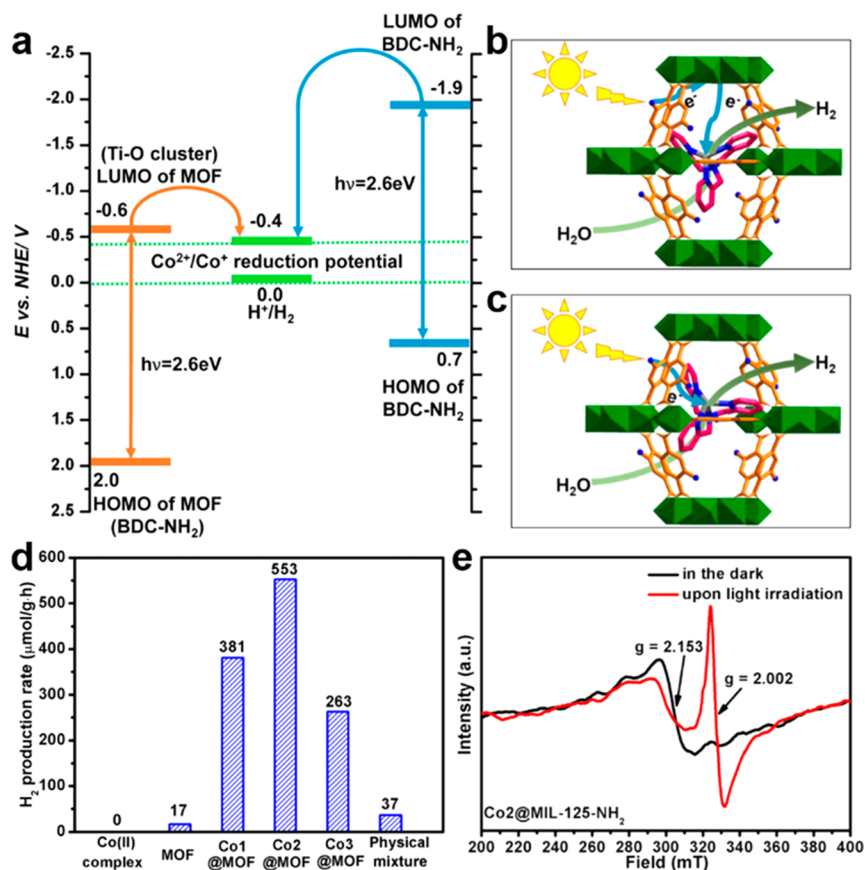 a
E vs. NHE/ V
-2.5
-2.0
-1.5
-1.0
-0.5
0.0
0.5
1.0
1.5
2.0
2.5
(Ti-O cluster)
LUMO of MOF
-0.6
hν=2.6eV
2.0
HOMO of MOF
(BDC-NH₂)
-0.4
Co²⁺/Co⁺ reduction potential
0.0
H⁺/H₂
LUMO of
BDC-NH₂
-1.9
hν=2.6eV
0.7
HOMO of
BDC-NH₂
b
e⁻
e⁻
H₂
H₂O
c
e⁻
H₂
H₂O
d
H₂ production rate (μmol/g·h)
600
500
400
300
200
100
0
0
17
381
553
263
37
Co(II)
complex
MOF
Co1
@MOF
Co2
@MOF
Co3
@MOF
Physical
mixture
e
Intensity (a.u.)
in the dark
upon light irradiation
g = 2.153
g = 2.002
Co2@MIL-125-NH₂
200 220 240 260 280 300 320 340 360 380 400
Field (mT)